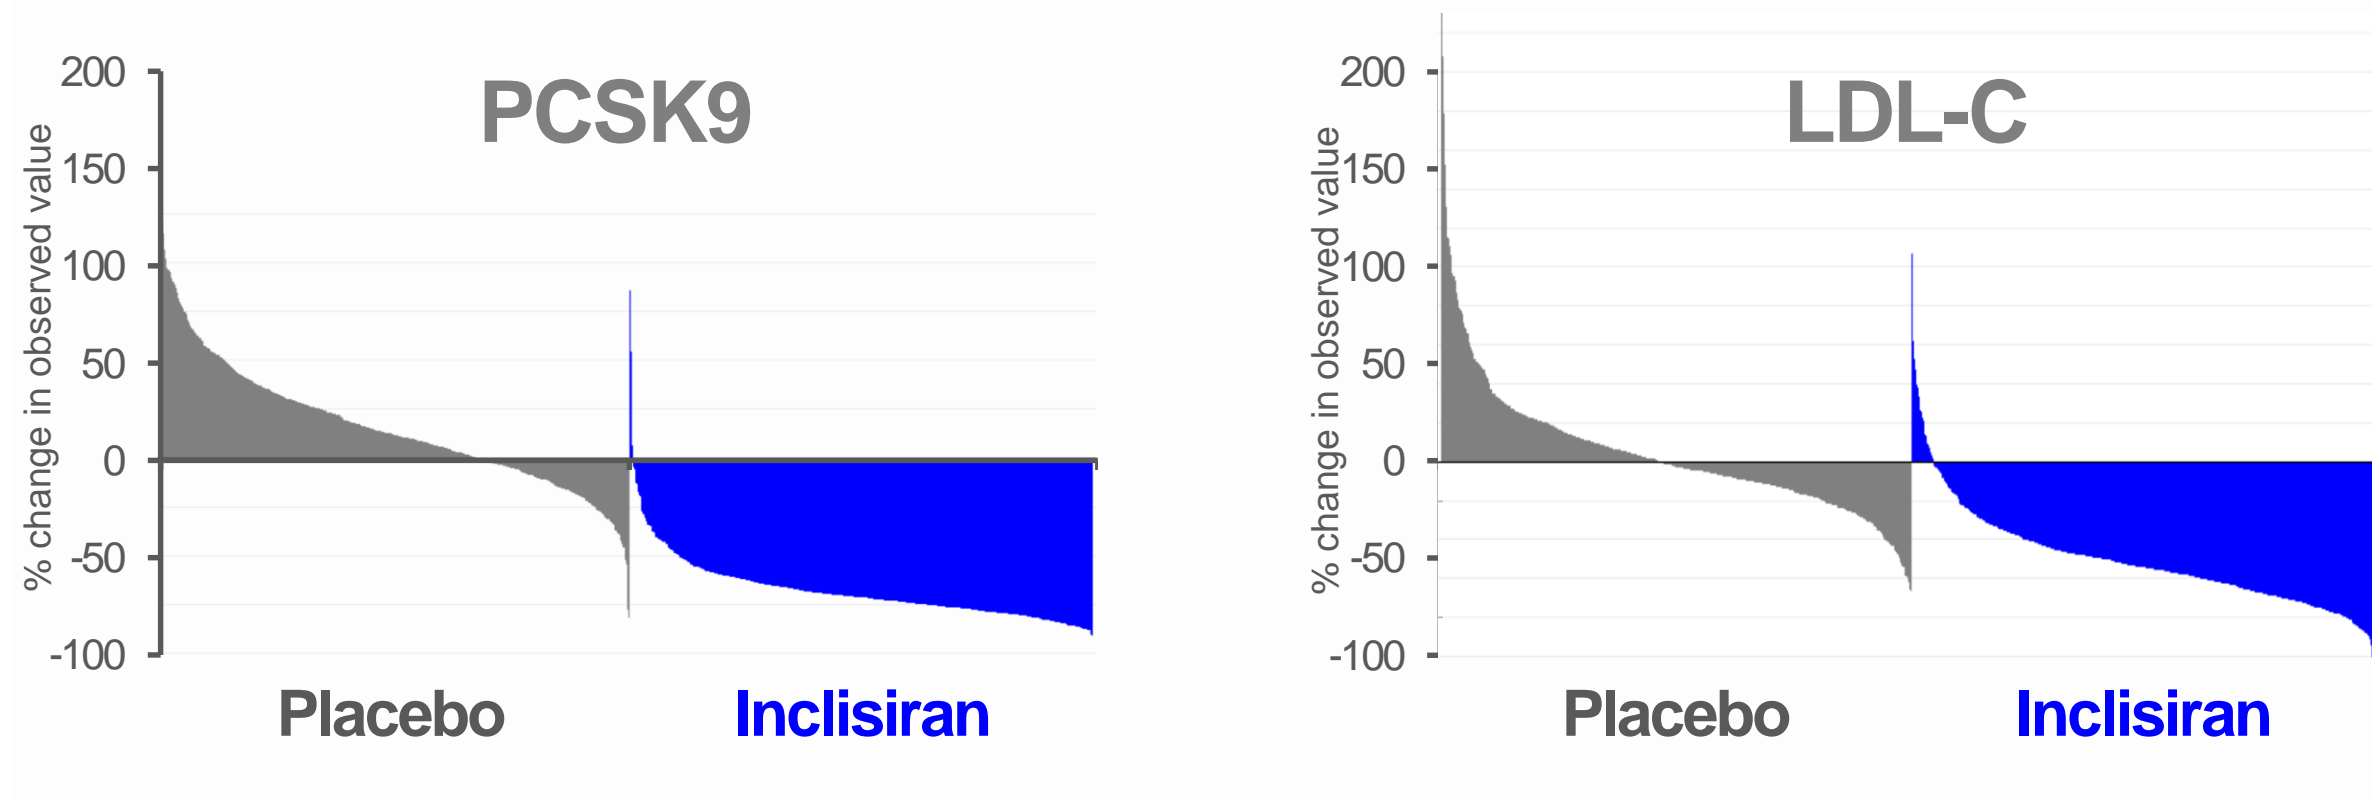 PCSK9
% change in observed value
200
150
100
50
0
-50
-100
Placebo
Inclisiran
LDL-C
% change in observed value
200
150
100
50
0
-50
-100
Placebo
Inclisiran